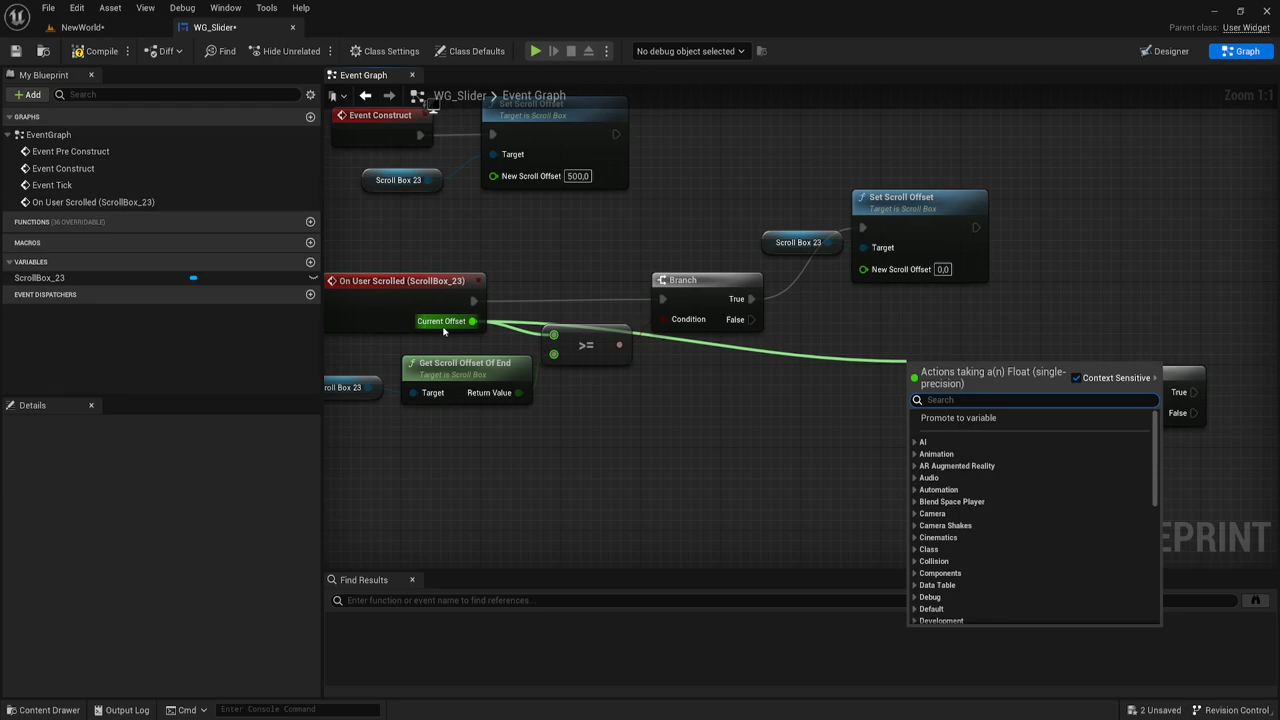 File Edit Asset View Debug Window Tools Help
NewWorld•
WG_Slider•
Parent class: User Widget
Compile
Diff
Find
Hide Unrelated
Class Settings
Class Defaults
No debug object selected
Designer
Graph
My Blueprint
Add
Search
GRAPHS
EventGraph
Event Pre Construct
Event Construct
Event Tick
On User Scrolled (ScrollBox_23)
FUNCTIONS (36 OVERRIDABLE)
MACROS
VARIABLES
ScrollBox_23
EVENT DISPATCHERS
Details
Event Graph
WG_Slider > Event Graph
Zoom 1:1
Event Construct
Set Scroll Offset
Target is Scroll Box
Target
New Scroll Offset 500,0
Scroll Box 23
Set Scroll Offset
Target is Scroll Box
Scroll Box 23
Target
New Scroll Offset 0,0
On User Scrolled (ScrollBox_23)
Current Offset
Branch
True
Condition False
>=
Get Scroll Offset Of End
Target is Scroll Box
Target Return Value
roll Box 23
True
False
Actions taking a(n) Float (single-
precision)
Context Sensitive
Search
Promote to variable
AI
Animation
AR Augmented Reality
Audio
Automation
Blend Space Player
Camera
Camera Shakes
Cinematics
Class
Collision
Components
Data Table
Debug
Default
Development
EPRINT
Find Results
Enter function or event name to find references...
Content Drawer
Output Log
Cmd
Enter Console Command
2 Unsaved
Revision Control